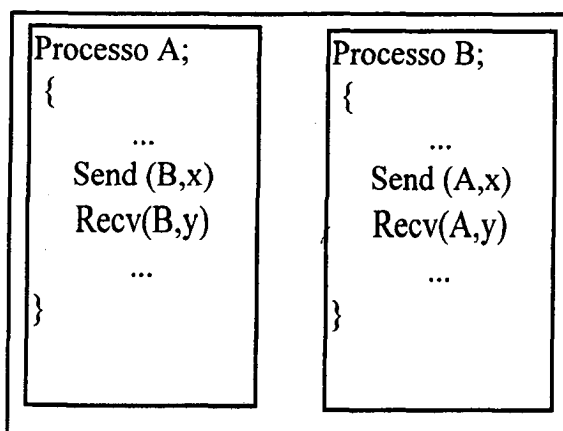 Processo A;
{
...
Send (B,x)
Recv(B,y)
...
}
Processo B;
{
...
Send (A,x)
Recv(A,y)
...
}